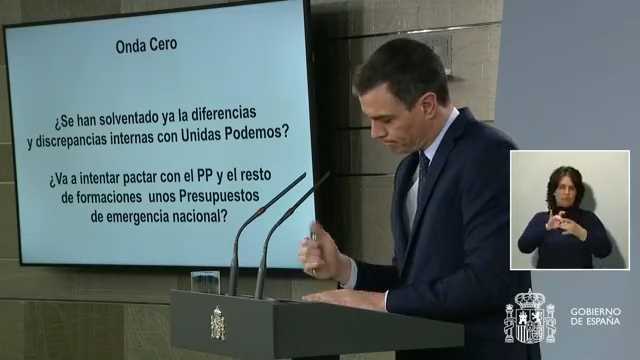 Onda Cero
¿Se han solventado ya la diferencias
y discrepancias internas con Unidas Podemos?
¿Va a intentar pactar con el PP y el resto
de formaciones unos Presupuestos
de emergencia nacional?
GOBIERNO
DE ESPAÑA